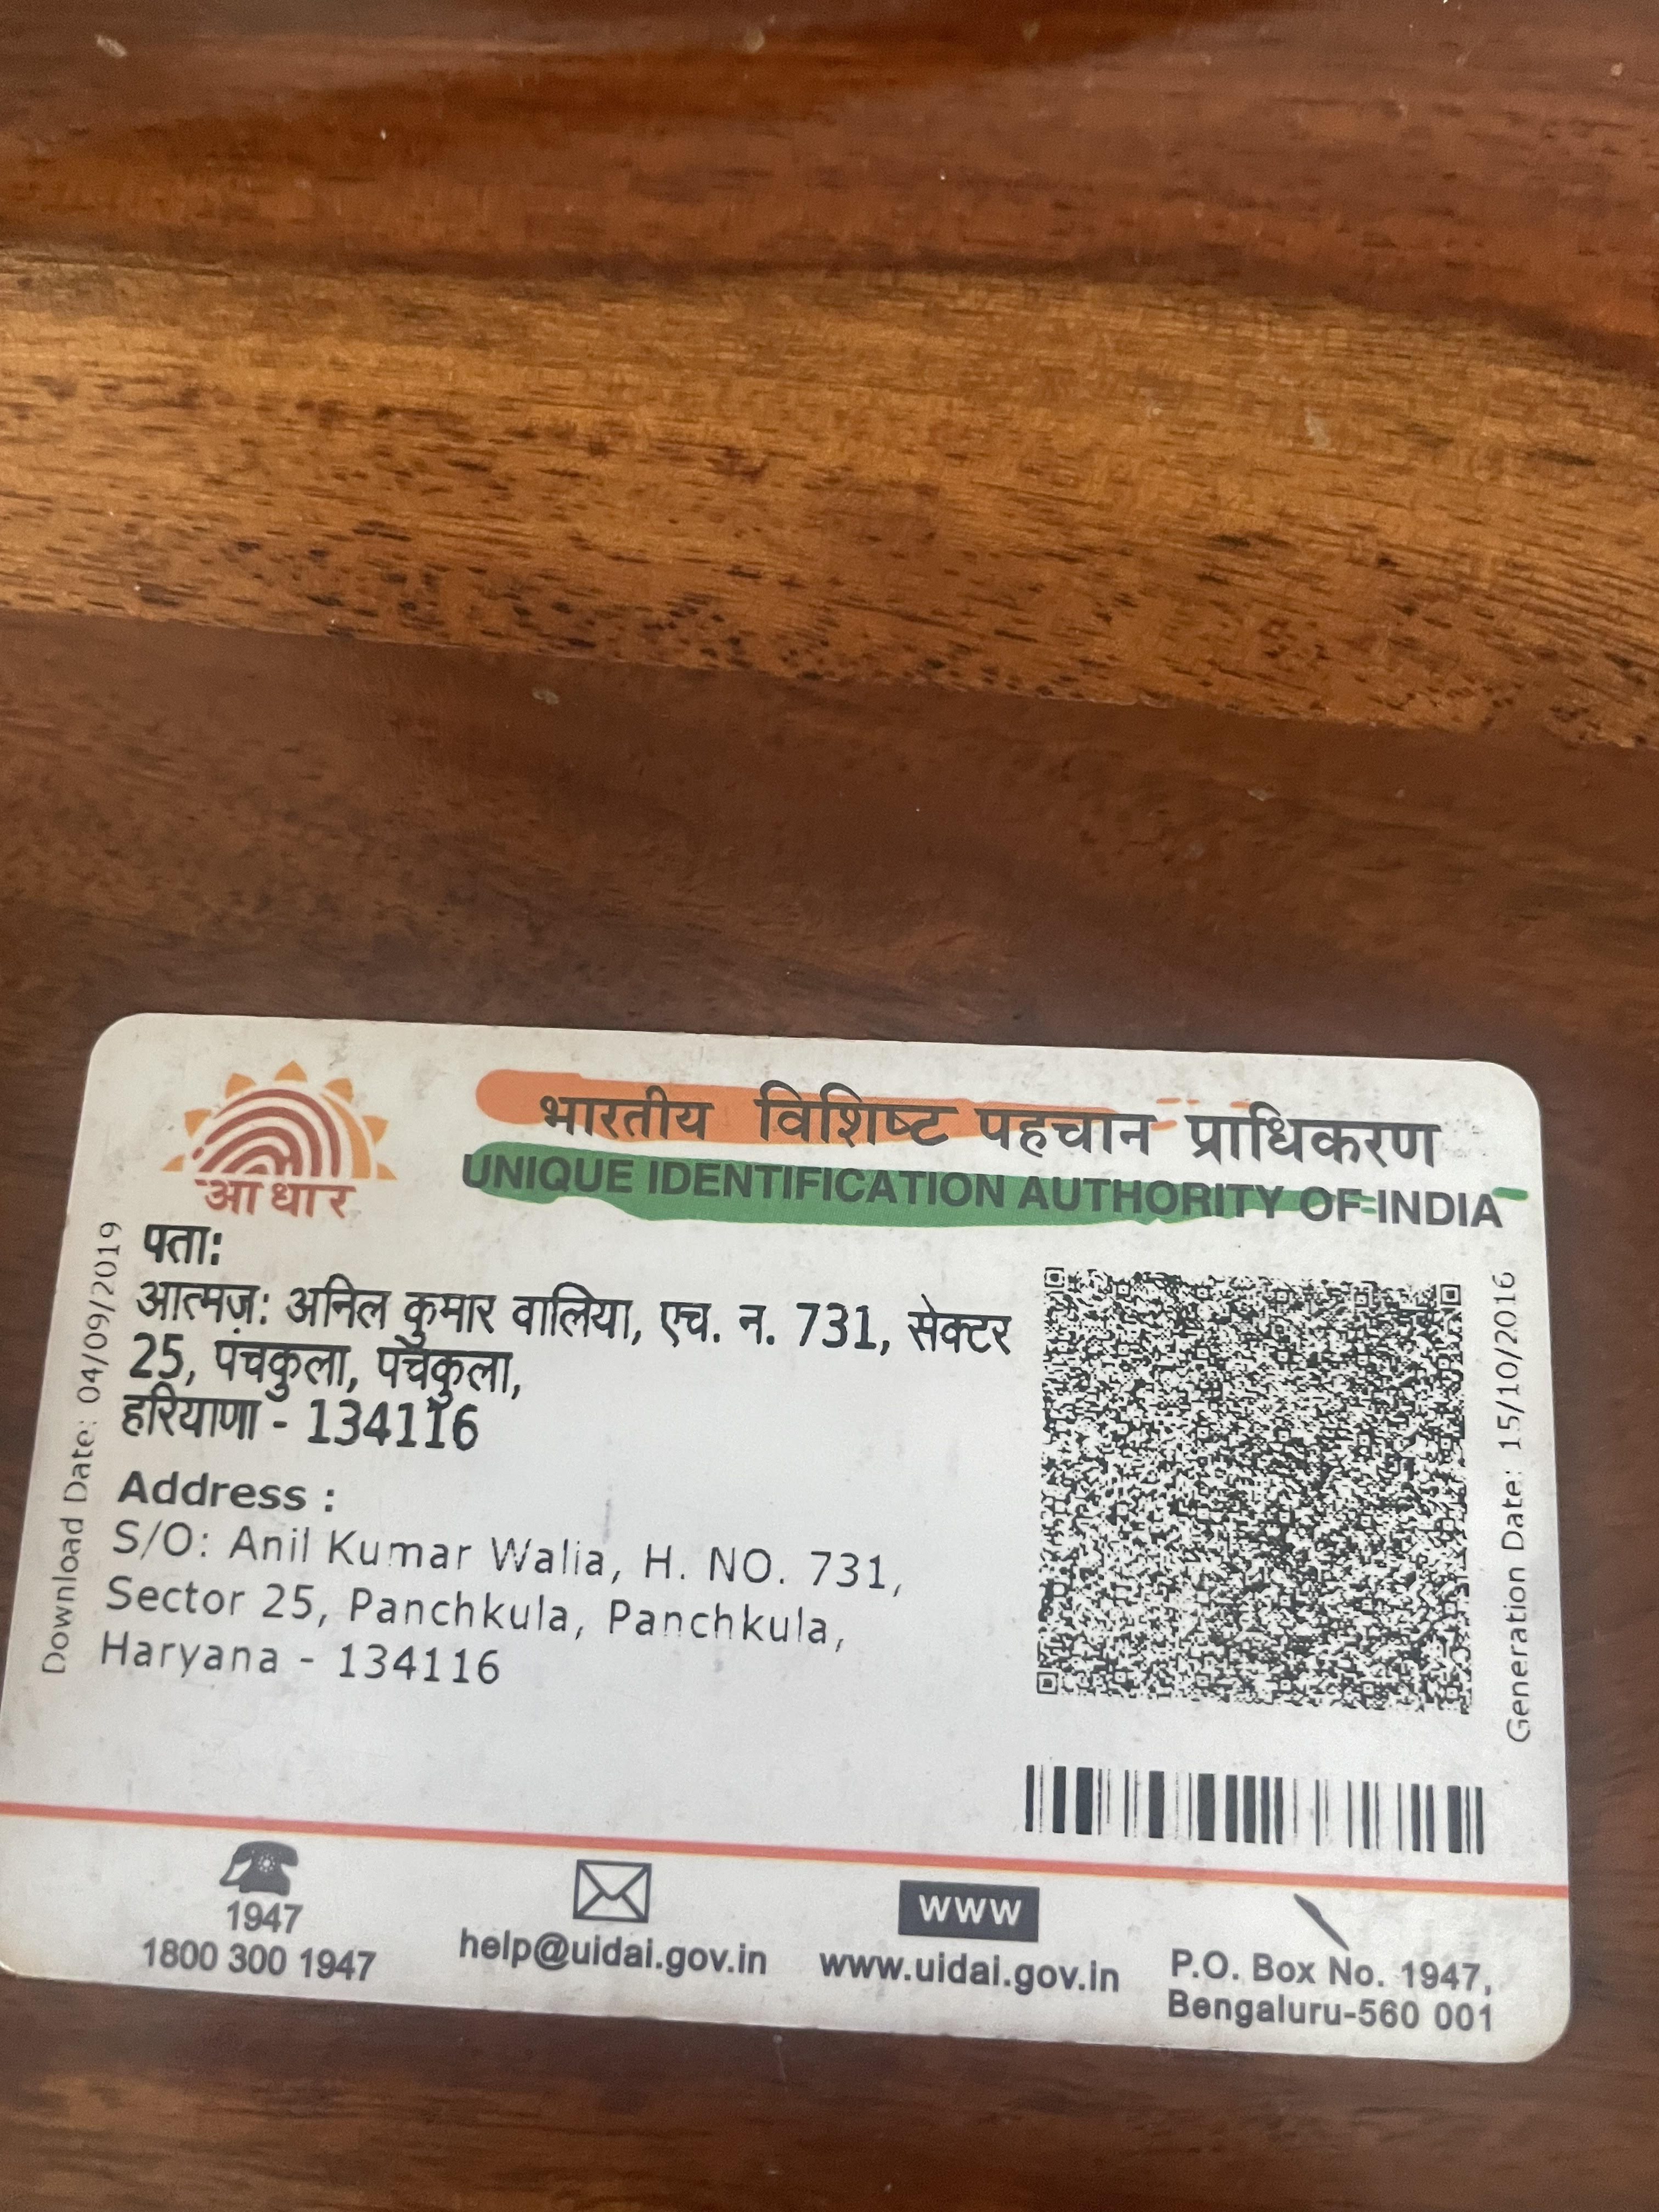 आधार
भारतीय विशिष्ट पहचान प्राधिकरण
UNIQUE IDENTIFICATION AUTHORITY OF INDIA
Download Date: 04/09/2019
पता:
आत्मज: अनिल कुमार वालिया, एच. न. 731, सेक्टर
25, पंचकुला, पंचकुला,
हरियाणा - 134116
Address :
S/O: Anil Kumar Walia, H. NO. 731,
Sector 25, Panchkula, Panchkula,
Haryana - 134116
Generation Date: 15/10/2016
1947
1800 300 1947
help@uidai.gov.in
www
www.uidai.gov.in
P.O. Box No. 1947,
Bengaluru-560 001